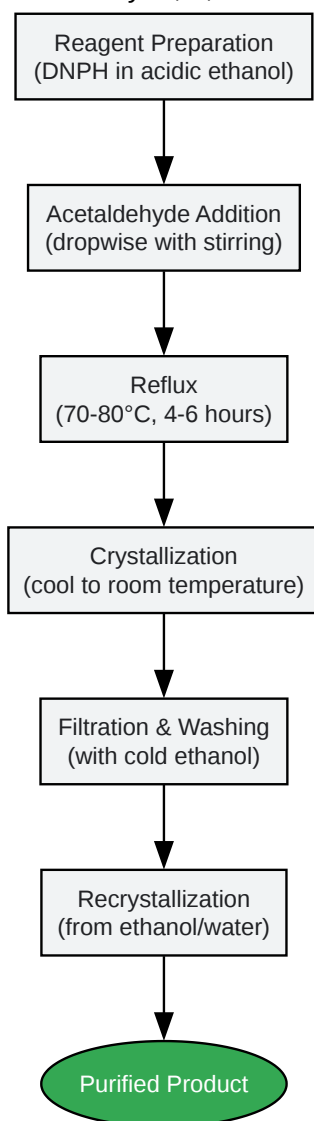 Reagent Preparation
(DNPH in acidic ethanol)
Acetaldehyde Addition
(dropwise with stirring)
Reflux
(70-80°C, 4-6 hours)
Crystallization
(cool to room temperature)
Filtration & Washing
(with cold ethanol)
Recrystallization
(from ethanol/water)
Purified Product